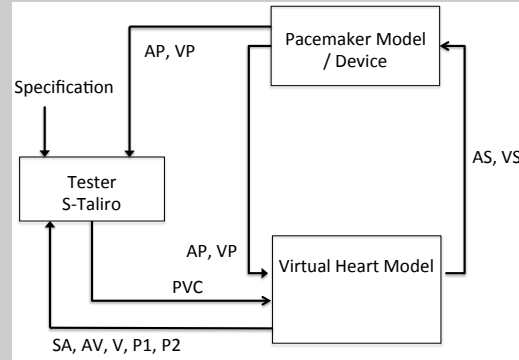 Pacemaker Model
/ Device
AP, VP
Specification
AS, VS
Tester
S-Taliro
AP, VP
Virtual Heart Model
PVC
SA, AV, V, P1, P2